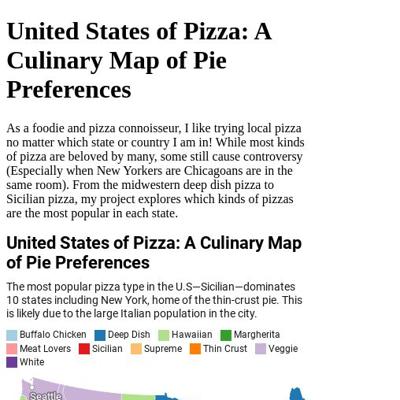 United States of Pizza: A
Culinary Map of Pie
Preferences
As a foodie and pizza connoisseur, I like trying local pizza
no matter which state or country I am in! While most kinds
of pizza are beloved by many, some still cause controversy
(Especially when New Yorkers are Chicagoans are in the
same room). From the midwestern deep dish pizza to
Sicilian pizza, my project explores which kinds of pizzas
are the most popular in each state.
United States of Pizza: A Culinary Map
of Pie Preferences
The most popular pizza type in the U.S—Sicilian—dominates
10 states including New York, home of the thin-crust pie. This
is likely due to the large Italian population in the city.
Buffalo Chicken Deep Dish Hawaiian Margherita
Meat Lovers Sicilian Supreme Thin Crust Veggie
White
Seattle